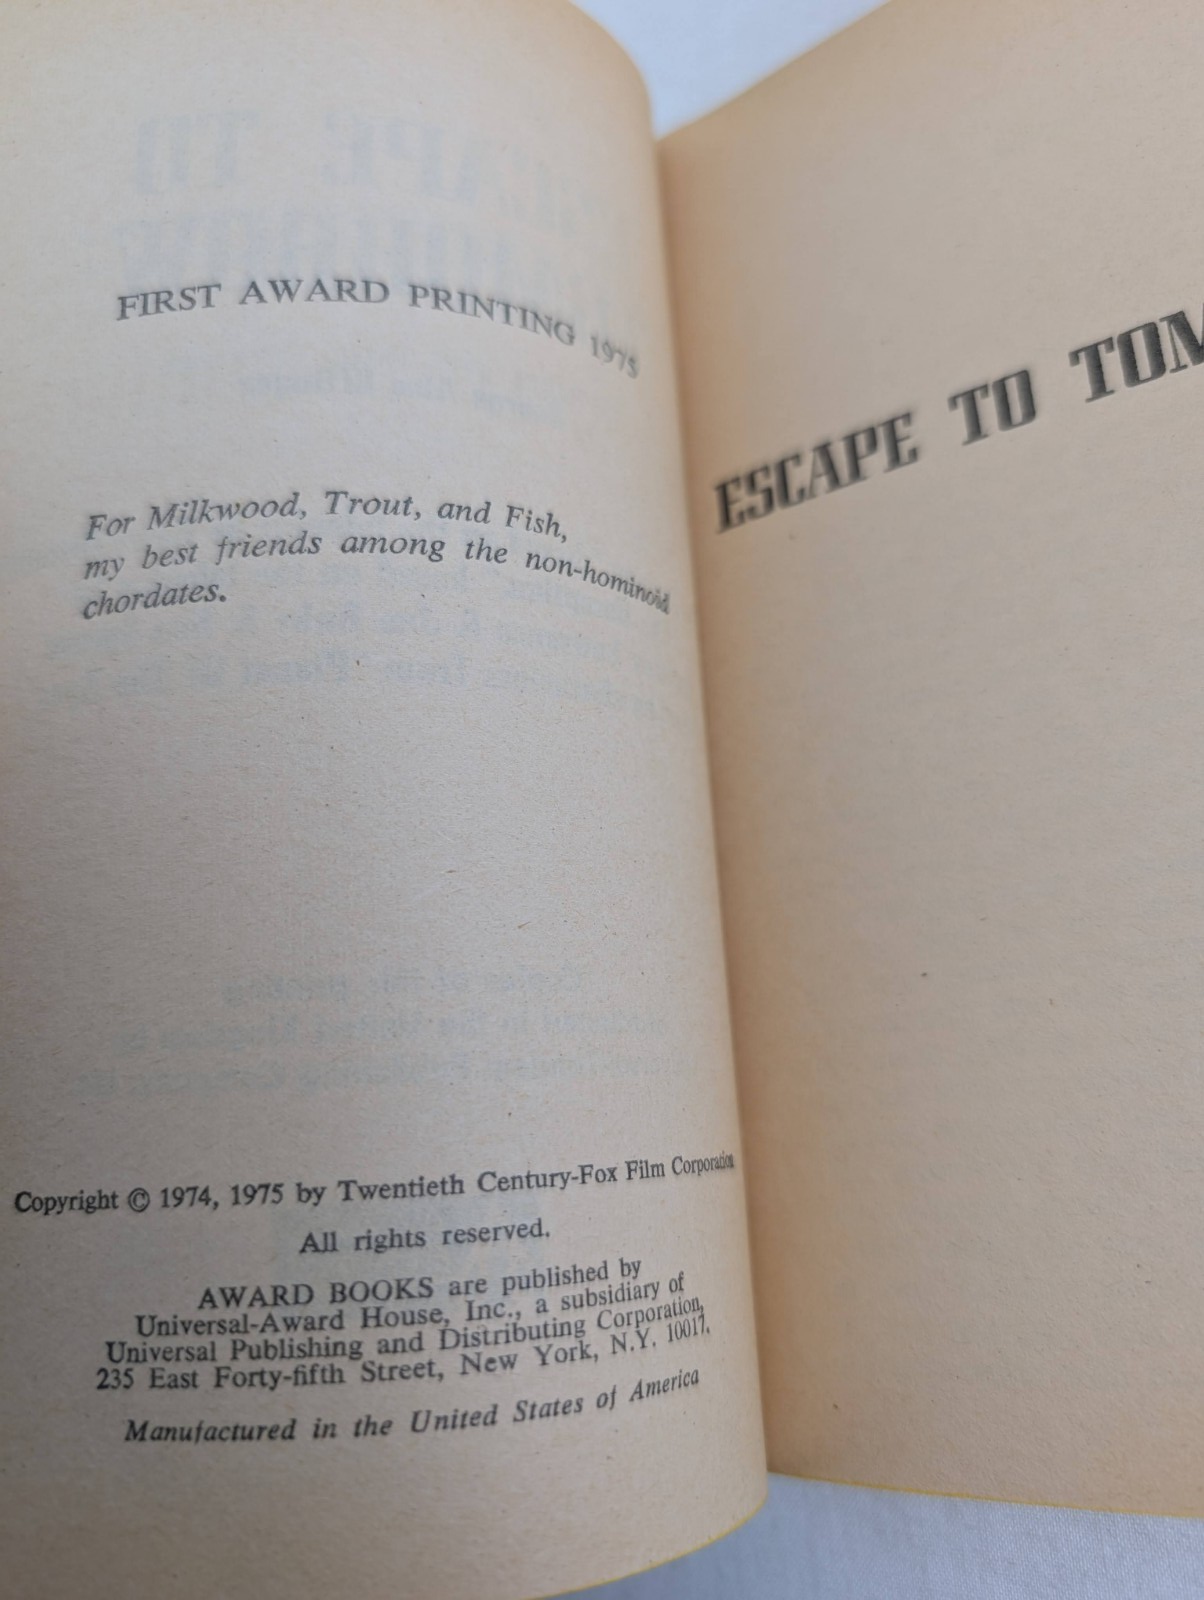 FIRST AWARD PRINTING 1975
For Milkwood, Trout, and Fish,
my best friends among the non-hominoid
chordates.
Copyright © 1974, 1975 by Twentieth Century-Fox Film Corporation
All rights reserved.
AWARD BOOKS are published by
Universal-Award House, Inc., a subsidiary of
Universal Publishing and Distributing Corporation,
235 East Forty-fifth Street, New York, N.Y. 10017.
Manufactured in the United States of America
ESCAPE TO TOM